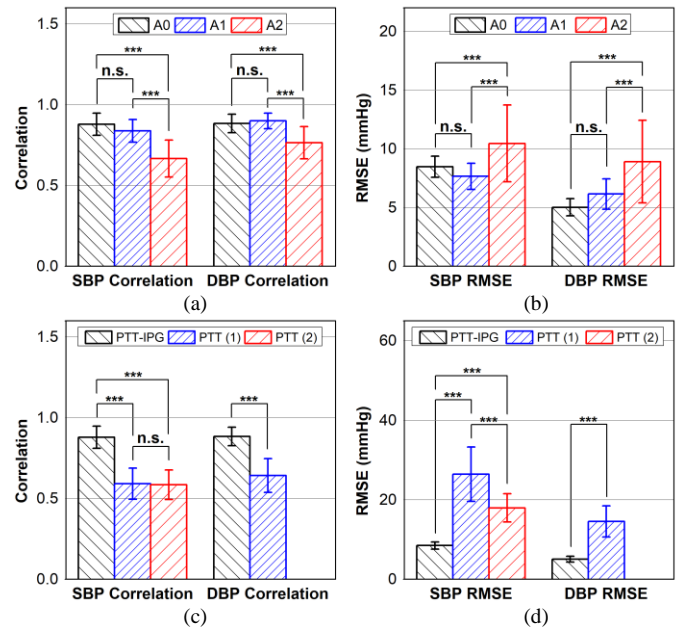 A0 A1 A2
***
n.s. ***
***
n.s. ***
Correlation
1.5
1.0
0.5
0.0
SBP Correlation DBP Correlation
(a)
A0 A1 A2
***
***
n.s.
***
***
n.s.
RMSE (mmHg)
20
15
10
5
0
SBP RMSE DBP RMSE
(b)
PTT-IPG PTT (1) PTT (2)
***
***
n.s.
***
Correlation
1.5
1.0
0.5
0.0
SBP Correlation DBP Correlation
(c)
PTT-IPG PTT (1) PTT (2)
***
***
***
***
RMSE (mmHg)
60
40
20
0
SBP RMSE DBP RMSE
(d)